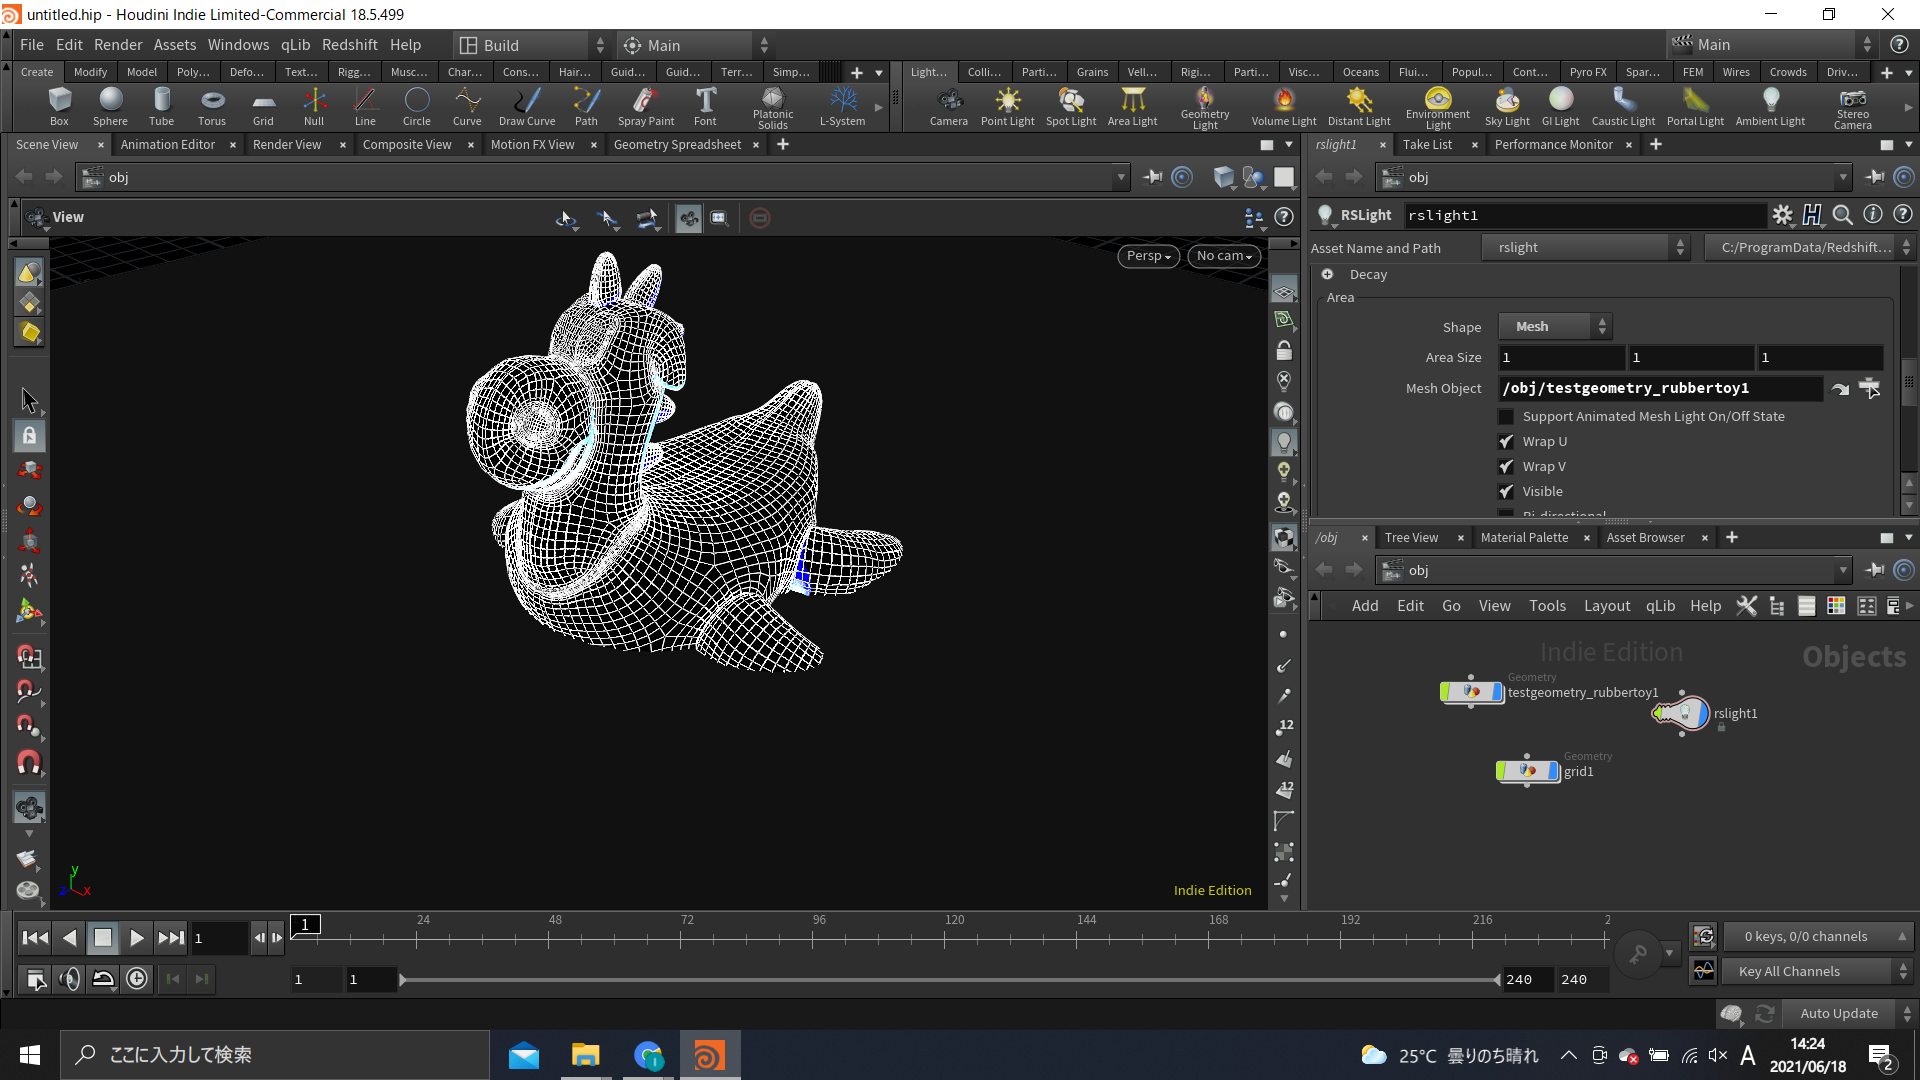 untitled.hip - Houdini Indie Limited-Commercial 18.5.499
File Edit Render Assets Windows qLib Redshift Help
Build
Main
Main
Create Modify Model Poly... Defo... Text... Rigg... Musc... Char... Cons... Hair... Guid... Guid... Terr... Simp...
Light... Colli... Parti... Grains Vell... Rigi... Parti... Visc... Oceans Flui... Popul... Cont... Pyro FX Spar... FEM Wires Crowds Driv...
Box Sphere Tube Torus Grid Null Line Circle Curve Draw Curve Path Spray Paint Font Platonic Solids L-System
Camera Point Light Spot Light Area Light Geometry Light Volume Light Distant Light Environment Light Sky Light GI Light Caustic Light Portal Light Ambient Light Stereo Camera
Scene View Animation Editor Render View Composite View Motion FX View Geometry Spreadsheet
rslight1 Take List Performance Monitor
obj
obj
View
RSLight rslight1
Asset Name and Path rslight C:/ProgramData/Redshift...
Persp
No cam
Decay
Area
Shape Mesh
Area Size 1 1 1
Mesh Object /obj/testgeometry_rubbertoy1
Support Animated Mesh Light On/Off State
Wrap U
Wrap V
Visible
Bi-directional
/obj Tree View Material Palette Asset Browser
obj
Add Edit Go View Tools Layout qLib Help
Indie Edition
Objects
Geometry
testgeometry_rubbertoy1
rslight1
Geometry
grid1
12
12
y
z x
Indie Edition
1
1 24 48 72 96 120 144 168 192 216 2
0 keys, 0/0 channels
1 1 240 240
Key All Channels
Auto Update
ここに入力して検索
25°C 曇りのち晴れ
A
14:24
2021/06/18
2